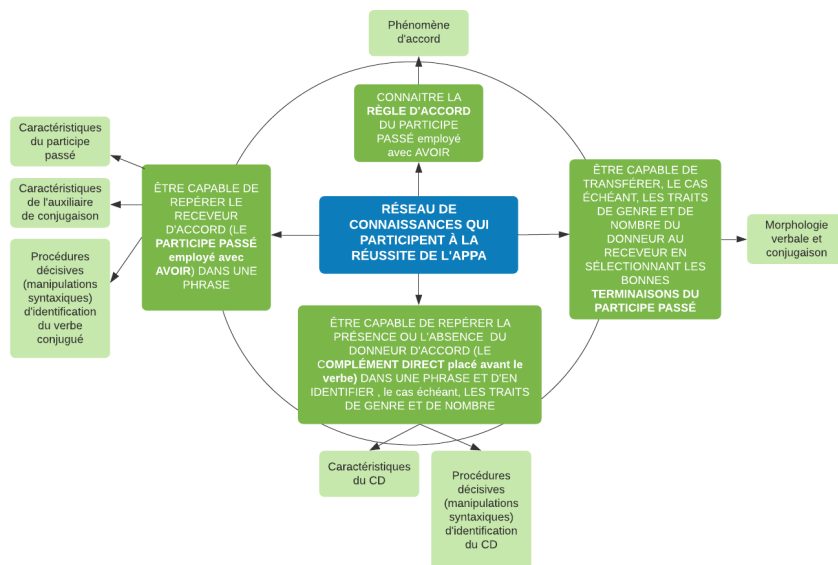 Phénomène
d'accord
CONNAITRE LA
RÈGLE D'ACCORD
DU PARTICIPE
PASSÉ employé
avec AVOIR
Caractéristiques
du participe
passé
Caractéristiques
de l'auxiliaire
de conjugaison
Procédures
décisives
(manipulations
syntaxiques)
d'identification
du verbe
conjugué
ÊTRE CAPABLE DE
REPÉRER LE
RECEVEUR
D'ACCORD (LE
PARTICIPE PASSÉ
employé avec
AVOIR) DANS UNE
PHRASE
RÉSEAU DE
CONNAISSANCES QUI
PARTICIPENT À LA
RÉUSSITE DE L'APPA
ÊTRE CAPABLE DE
TRANSFÉRER, LE CAS
ÉCHÉANT, LES TRAITS
DE GENRE ET DE
NOMBRE DU
DONNEUR AU
RECEVEUR EN
SÉLECTIONNANT LES
BONNES
TERMINAISONS DU
PARTICIPE PASSÉ
Morphologie
verbale et
conjugaison
ÊTRE CAPABLE DE REPÉRER LA
PRÉSENCE OU L'ABSENCE DU
DONNEUR D'ACCORD (LE
COMPLÉMENT DIRECT placé avant le
verbe) DANS UNE PHRASE ET D'EN
IDENTIFIER , le cas échéant, LES TRAITS
DE GENRE ET DE NOMBRE
Caractéristiques
du CD
Procédures
décisives
(manipulations
syntaxiques)
d'identification
du CD